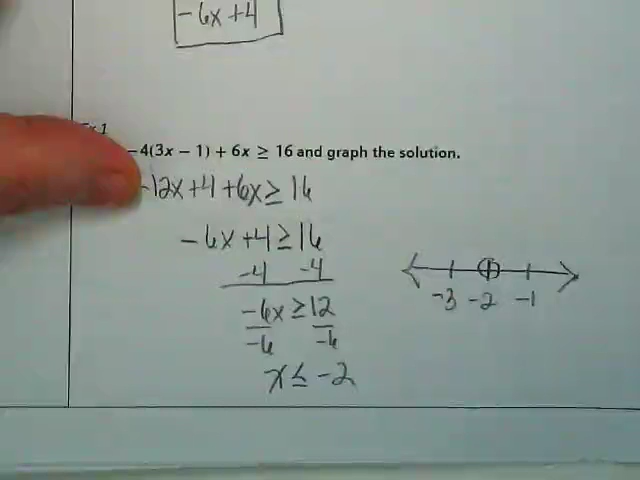 -6x+4
-4(3x − 1) + 6x ≥ 16 and graph the solution.
-12x+4+6x≥16
-6x+4≥16
-4 -4
-6x≥12
-6 -6
x≤-2
-3 -2 -1